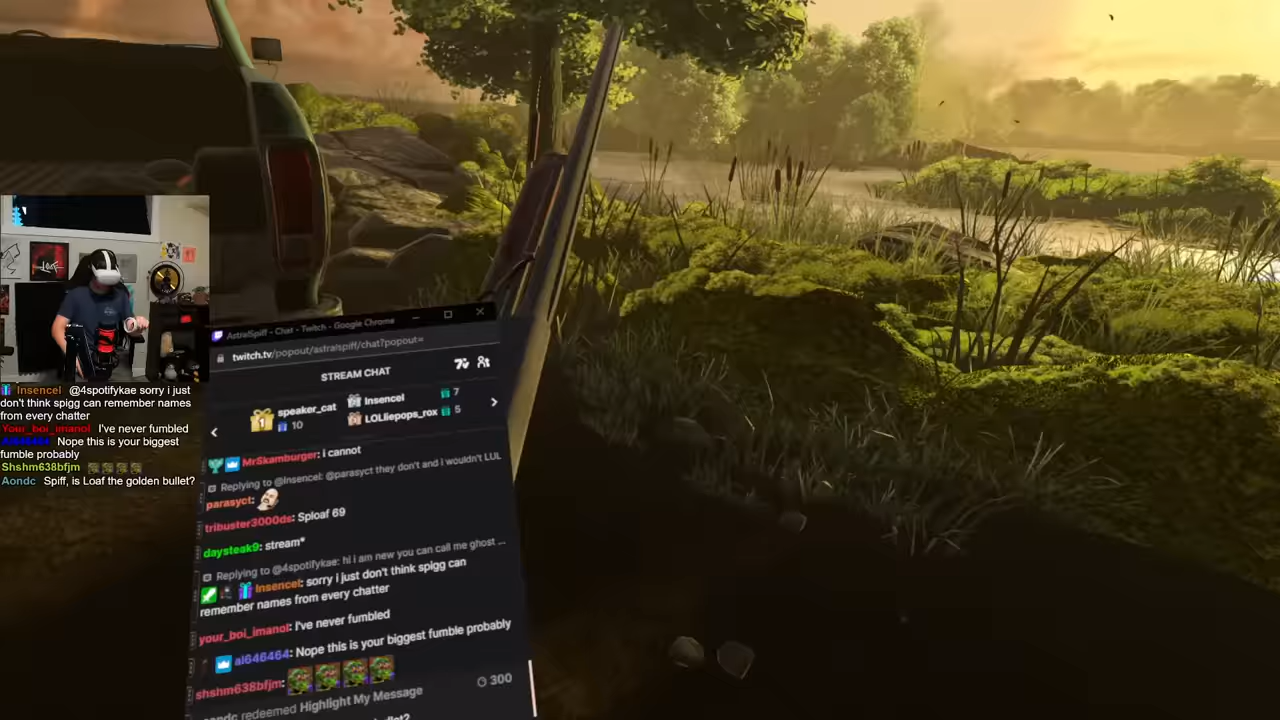 Insencel @4spotifykae sorry i just
don't think spigg can remember names
from every chatter
Your_boi_imanol I've never fumbled
Al646464 Nope this is your biggest
fumble probably
Shshm638bfjm
Aondc Spiff, is Loaf the golden bullet?
AstralSpiff - Chat - Twitch - Google Chrome
twitch.tv/popout/astralspiff/chat?popout=
STREAM CHAT
speaker_cat
10
Insencel 7
LOLliepops_rox 5
MrSkamburger: i cannot
Replying to @Insencel: @parasyct they don't and i wouldn't LUL
parasyct:
tribuster3000ds: Sploaf 69
daysteak9: stream*
Replying to @4spotifykae: hi i am new you can call me ghost ...
Insencel: sorry i just don't think spigg can
remember names from every chatter
your_boi_imanol: I've never fumbled
al646464: Nope this is your biggest fumble probably
shshm638bfjm:
aondc redeemed Highlight My Message 300